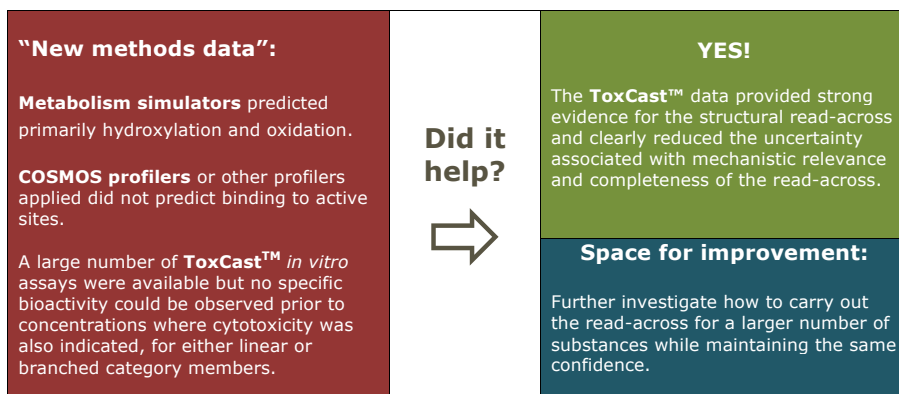 “New methods data”:
Metabolism simulators predicted
primarily hydroxylation and oxidation.
COSMOS profilers or other profilers
applied did not predict binding to active
sites.
A large number of ToxCast™ in vitro
assays were available but no specific
bioactivity could be observed prior to
concentrations where cytotoxicity was
also indicated, for either linear or
branched category members.
Did it
help?
YES!
The ToxCast™ data provided strong
evidence for the structural read-across
and clearly reduced the uncertainty
associated with mechanistic relevance
and completeness of the read-across.
Space for improvement:
Further investigate how to carry out
the read-across for a larger number of
substances while maintaining the same
confidence.